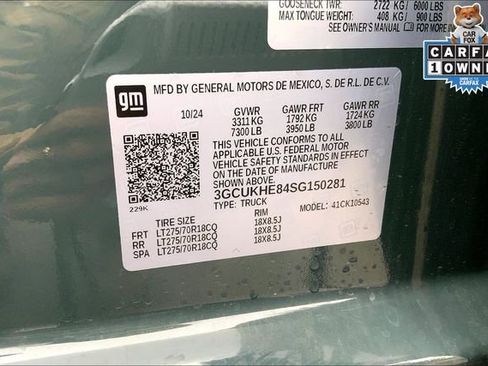 GOOSENECK TWR: 2722 KG/ 6000 LBS
MAX TONGUE WEIGHT: 408 KG/ 900 LBS
SEE OWNER'S MANUAL FOR
CAR
FOX
CARFAX
1 OWNER
gm
MFD BY GENERAL MOTORS DE MEXICO, S. DE R.L. DE C.V.
10/24 GVWR GAWR FRT GAWR RR
3311 KG 1792 KG 1724 KG
7300 LB 3950 LB 3800 LB
THIS VEHICLE CONFORMS TO ALL
APPLICABLE U.S. FEDERAL MOTOR
VEHICLE SAFETY STANDARDS IN
EFFECT ON THE DATE OF MANUFACTURE
SHOWN ABOVE.
3GCUKHE84SG150281
TYPE: TRUCK MODEL: 41CK10543
229K
TIRE SIZE RIM
FRT LT275/70R18CQ 18X8.5J
RR LT275/70R18CQ 18X8.5J
SPA LT275/70R18CQ 18X8.5J